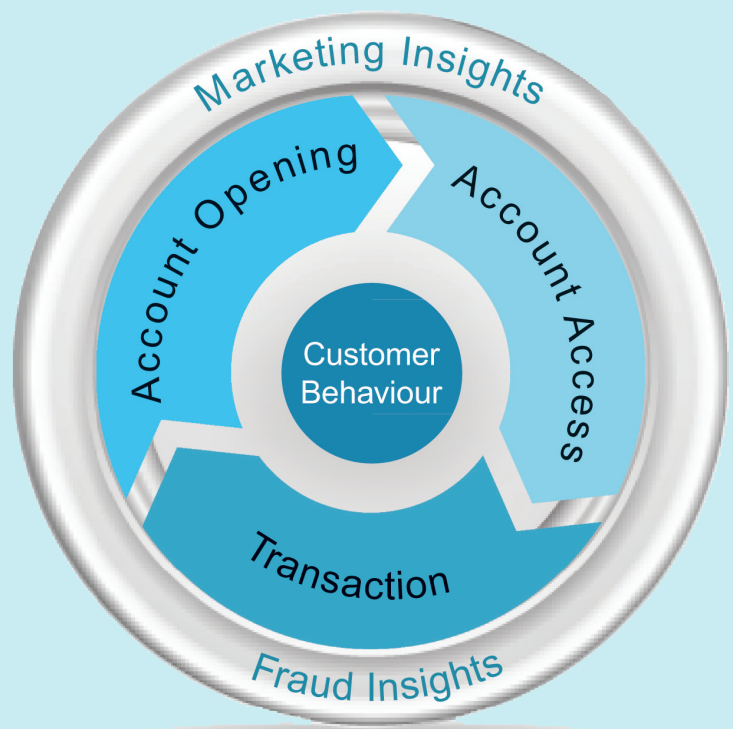 Marketing Insights
Account Opening
Account Access
Customer
Behaviour
Transaction
Fraud Insights